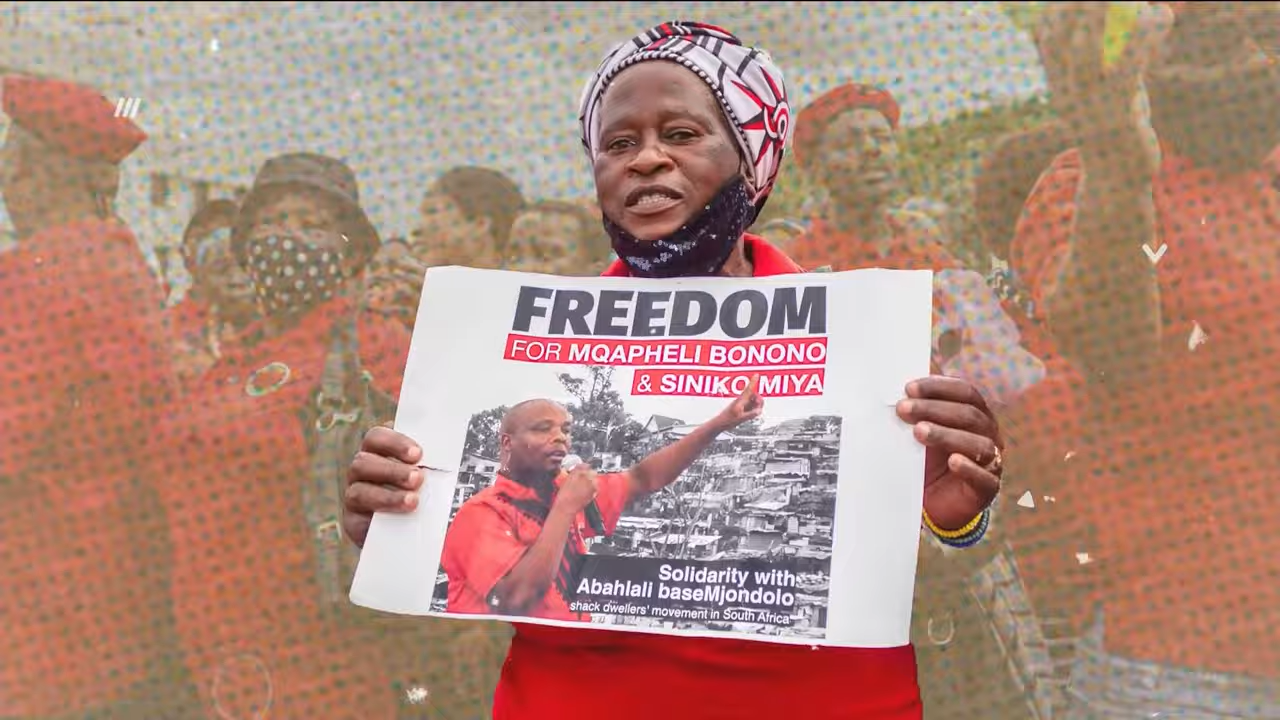 FREEDOM
FOR MQAPHELI BONONO
& SINIKO MIYA
Solidarity with
Abahlali baseMjondolo
shack dwellers' movement in South Africa